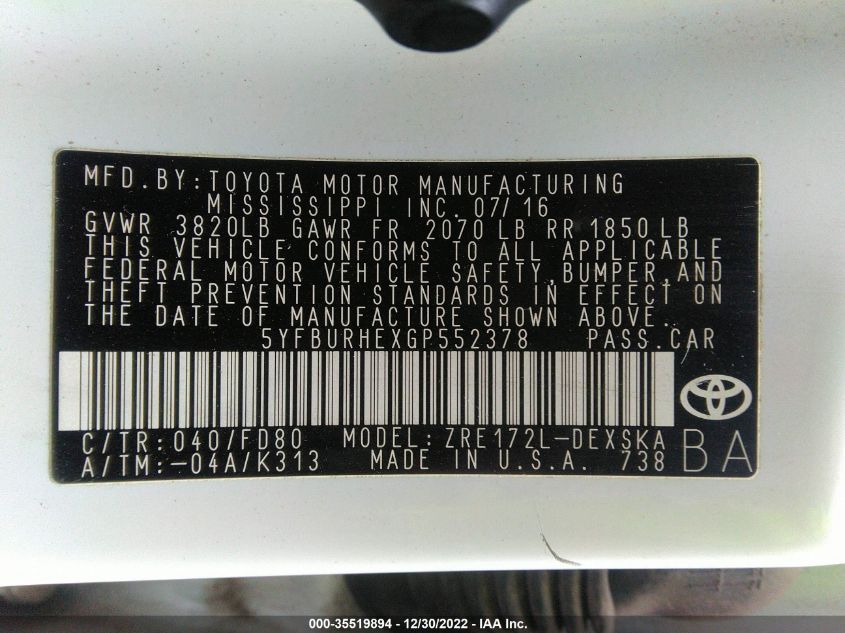 MFD.BY:TOYOTA MOTOR MANUFACTURING
MISSISSIPPI INC. 07/16
GVWR 3820LB GAWR FR 2070LB RR 1850LB
THIS VEHICLE CONFORMS TO ALL APPLICABLE
FEDERAL MOTOR VEHICLE SAFETY,BUMPER,AND
THEFT PREVENTION STANDARDS IN EFFECT ON
THE DATE OF MANUFACTURE SHOWN ABOVE.
5YFBURHEXGP552378 PASS.CAR
C/TR:040/FD80 MODEL:ZRE172L-DEXSKA
A/TM:-04A/K313 MADE IN U.S.A. 738
BA
000-35519894 - 12/30/2022 - IAA Inc.